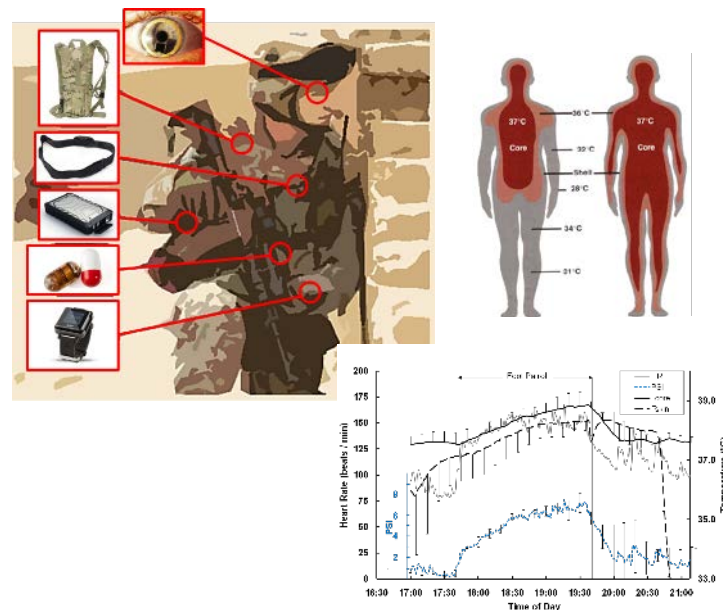 36°C
37°C
37°C
Core
32°C
Core
Shell
28°C
34°C
31°C
Foot Patrol
HR
PSI
Core
Skin
200
175
150
125
100
75
50
25
0
Heart Rate (beats / min)
8
6
4
2
PSI
39.0
37.0
35.0
33.0
16:30 17:00 17:30 18:00 18:30 19:00 19:30 20:00 20:30 21:00
Time of Day